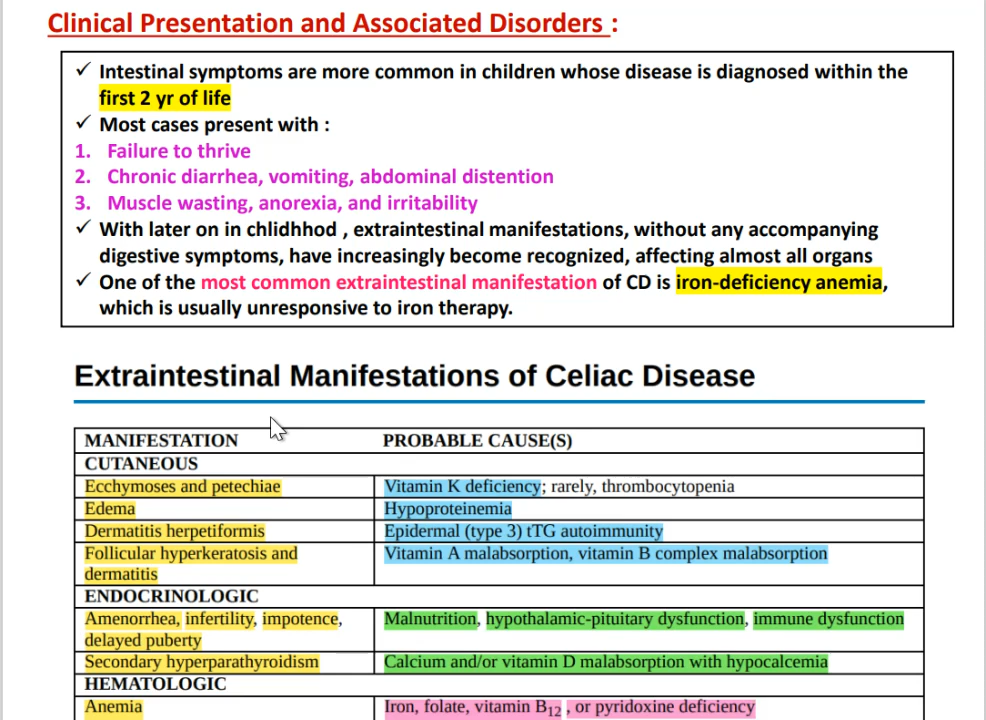 Clinical Presentation and Associated Disorders :
✓ Intestinal symptoms are more common in children whose disease is diagnosed within the
first 2 yr of life
✓ Most cases present with :
1. Failure to thrive
2. Chronic diarrhea, vomiting, abdominal distention
3. Muscle wasting, anorexia, and irritability
✓ With later on in chlidhhod , extraintestinal manifestations, without any accompanying
digestive symptoms, have increasingly become recognized, affecting almost all organs
✓ One of the most common extraintestinal manifestation of CD is iron-deficiency anemia,
which is usually unresponsive to iron therapy.
Extraintestinal Manifestations of Celiac Disease
MANIFESTATION PROBABLE CAUSE(S)
CUTANEOUS
Ecchymoses and petechiae Vitamin K deficiency; rarely, thrombocytopenia
Edema Hypoproteinemia
Dermatitis herpetiformis Epidermal (type 3) tTG autoimmunity
Follicular hyperkeratosis and Vitamin A malabsorption, vitamin B complex malabsorption
dermatitis
ENDOCRINOLOGIC
Amenorrhea, infertility, impotence, Malnutrition, hypothalamic-pituitary dysfunction, immune dysfunction
delayed puberty
Secondary hyperparathyroidism Calcium and/or vitamin D malabsorption with hypocalcemia
HEMATOLOGIC
Anemia Iron, folate, vitamin B12 , or pyridoxine deficiency